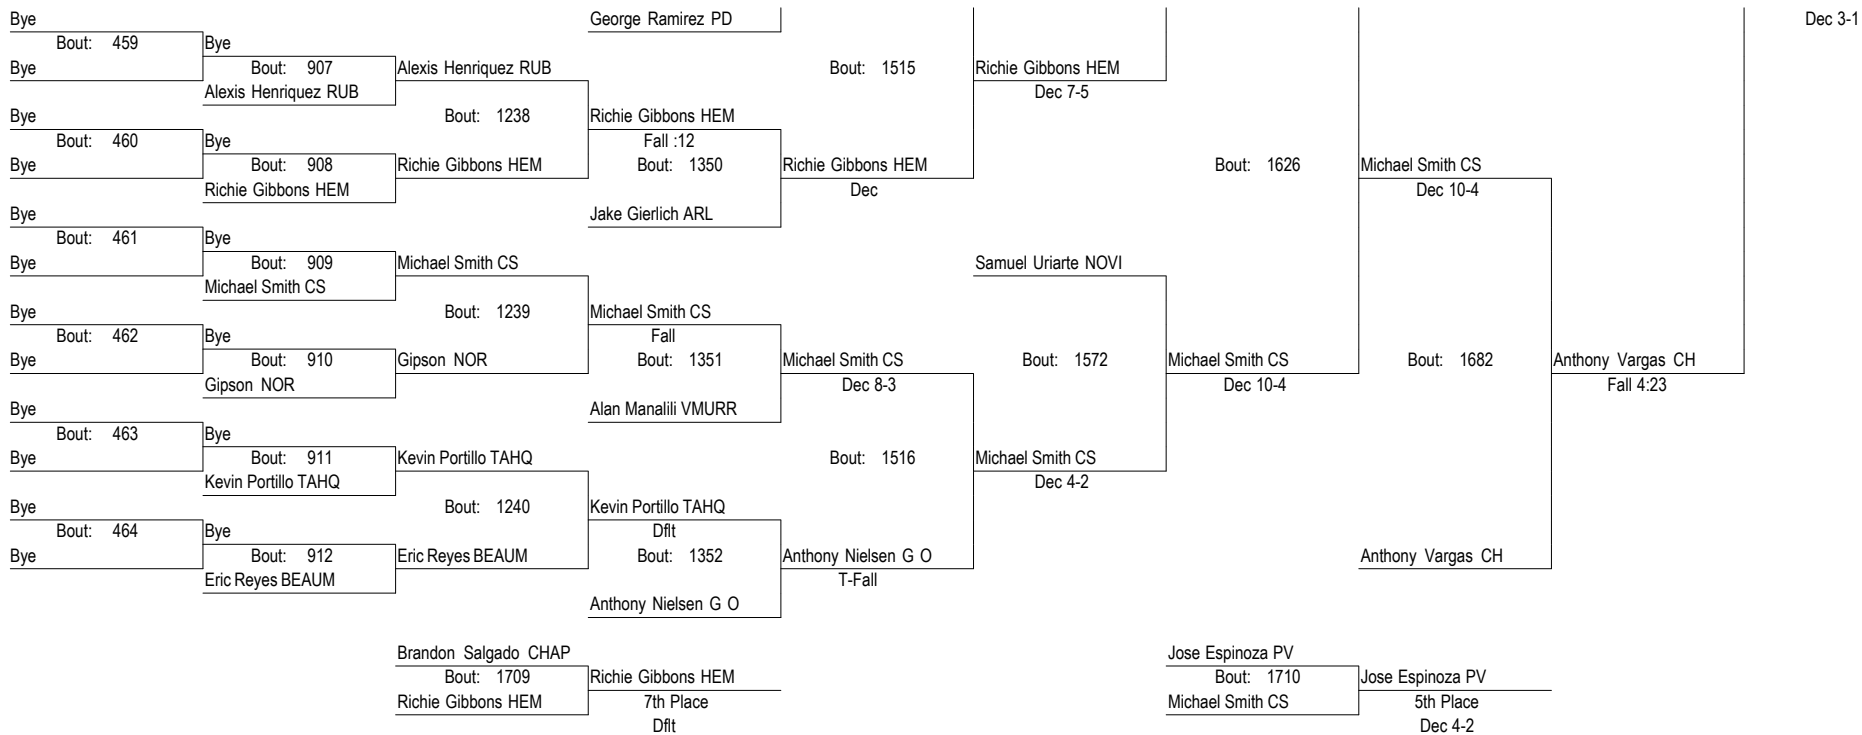 Bye George Ramirez PD Dec 3-1
Bout: 459 Bye
Bye Bout: 907 Alexis Henriquez RUB Bout: 1515 Richie Gibbons HEM
Alexis Henriquez RUB Dec 7-5
Bye Bout: 1238 Richie Gibbons HEM
Bout: 460 Bye Fall :12
Bye Bout: 908 Richie Gibbons HEM Bout: 1350 Richie Gibbons HEM Bout: 1626 Michael Smith CS
Richie Gibbons HEM Dec Dec 10-4
Bye Jake Gierlich ARL
Bout: 461 Bye
Bye Bout: 909 Michael Smith CS Samuel Uriarte NOVI
Michael Smith CS
Bye Bout: 1239 Michael Smith CS
Bout: 462 Bye Fall
Bye Bout: 910 Gipson NOR Bout: 1351 Michael Smith CS Bout: 1572 Michael Smith CS Bout: 1682 Anthony Vargas CH
Gipson NOR Dec 8-3 Dec 10-4 Fall 4:23
Bye Alan Manalili VMURR
Bout: 463 Bye
Bye Bout: 911 Kevin Portillo TAHQ Bout: 1516 Michael Smith CS
Kevin Portillo TAHQ Dec 4-2
Bye Bout: 1240 Kevin Portillo TAHQ
Bout: 464 Bye Dflt
Bye Bout: 912 Eric Reyes BEAUM Bout: 1352 Anthony Nielsen G O Anthony Vargas CH
Eric Reyes BEAUM T-Fall
Anthony Nielsen G O
Brandon Salgado CHAP Jose Espinoza PV
Bout: 1709 Richie Gibbons HEM Bout: 1710 Jose Espinoza PV
Richie Gibbons HEM 7th Place Michael Smith CS 5th Place
Dflt Dec 4-2